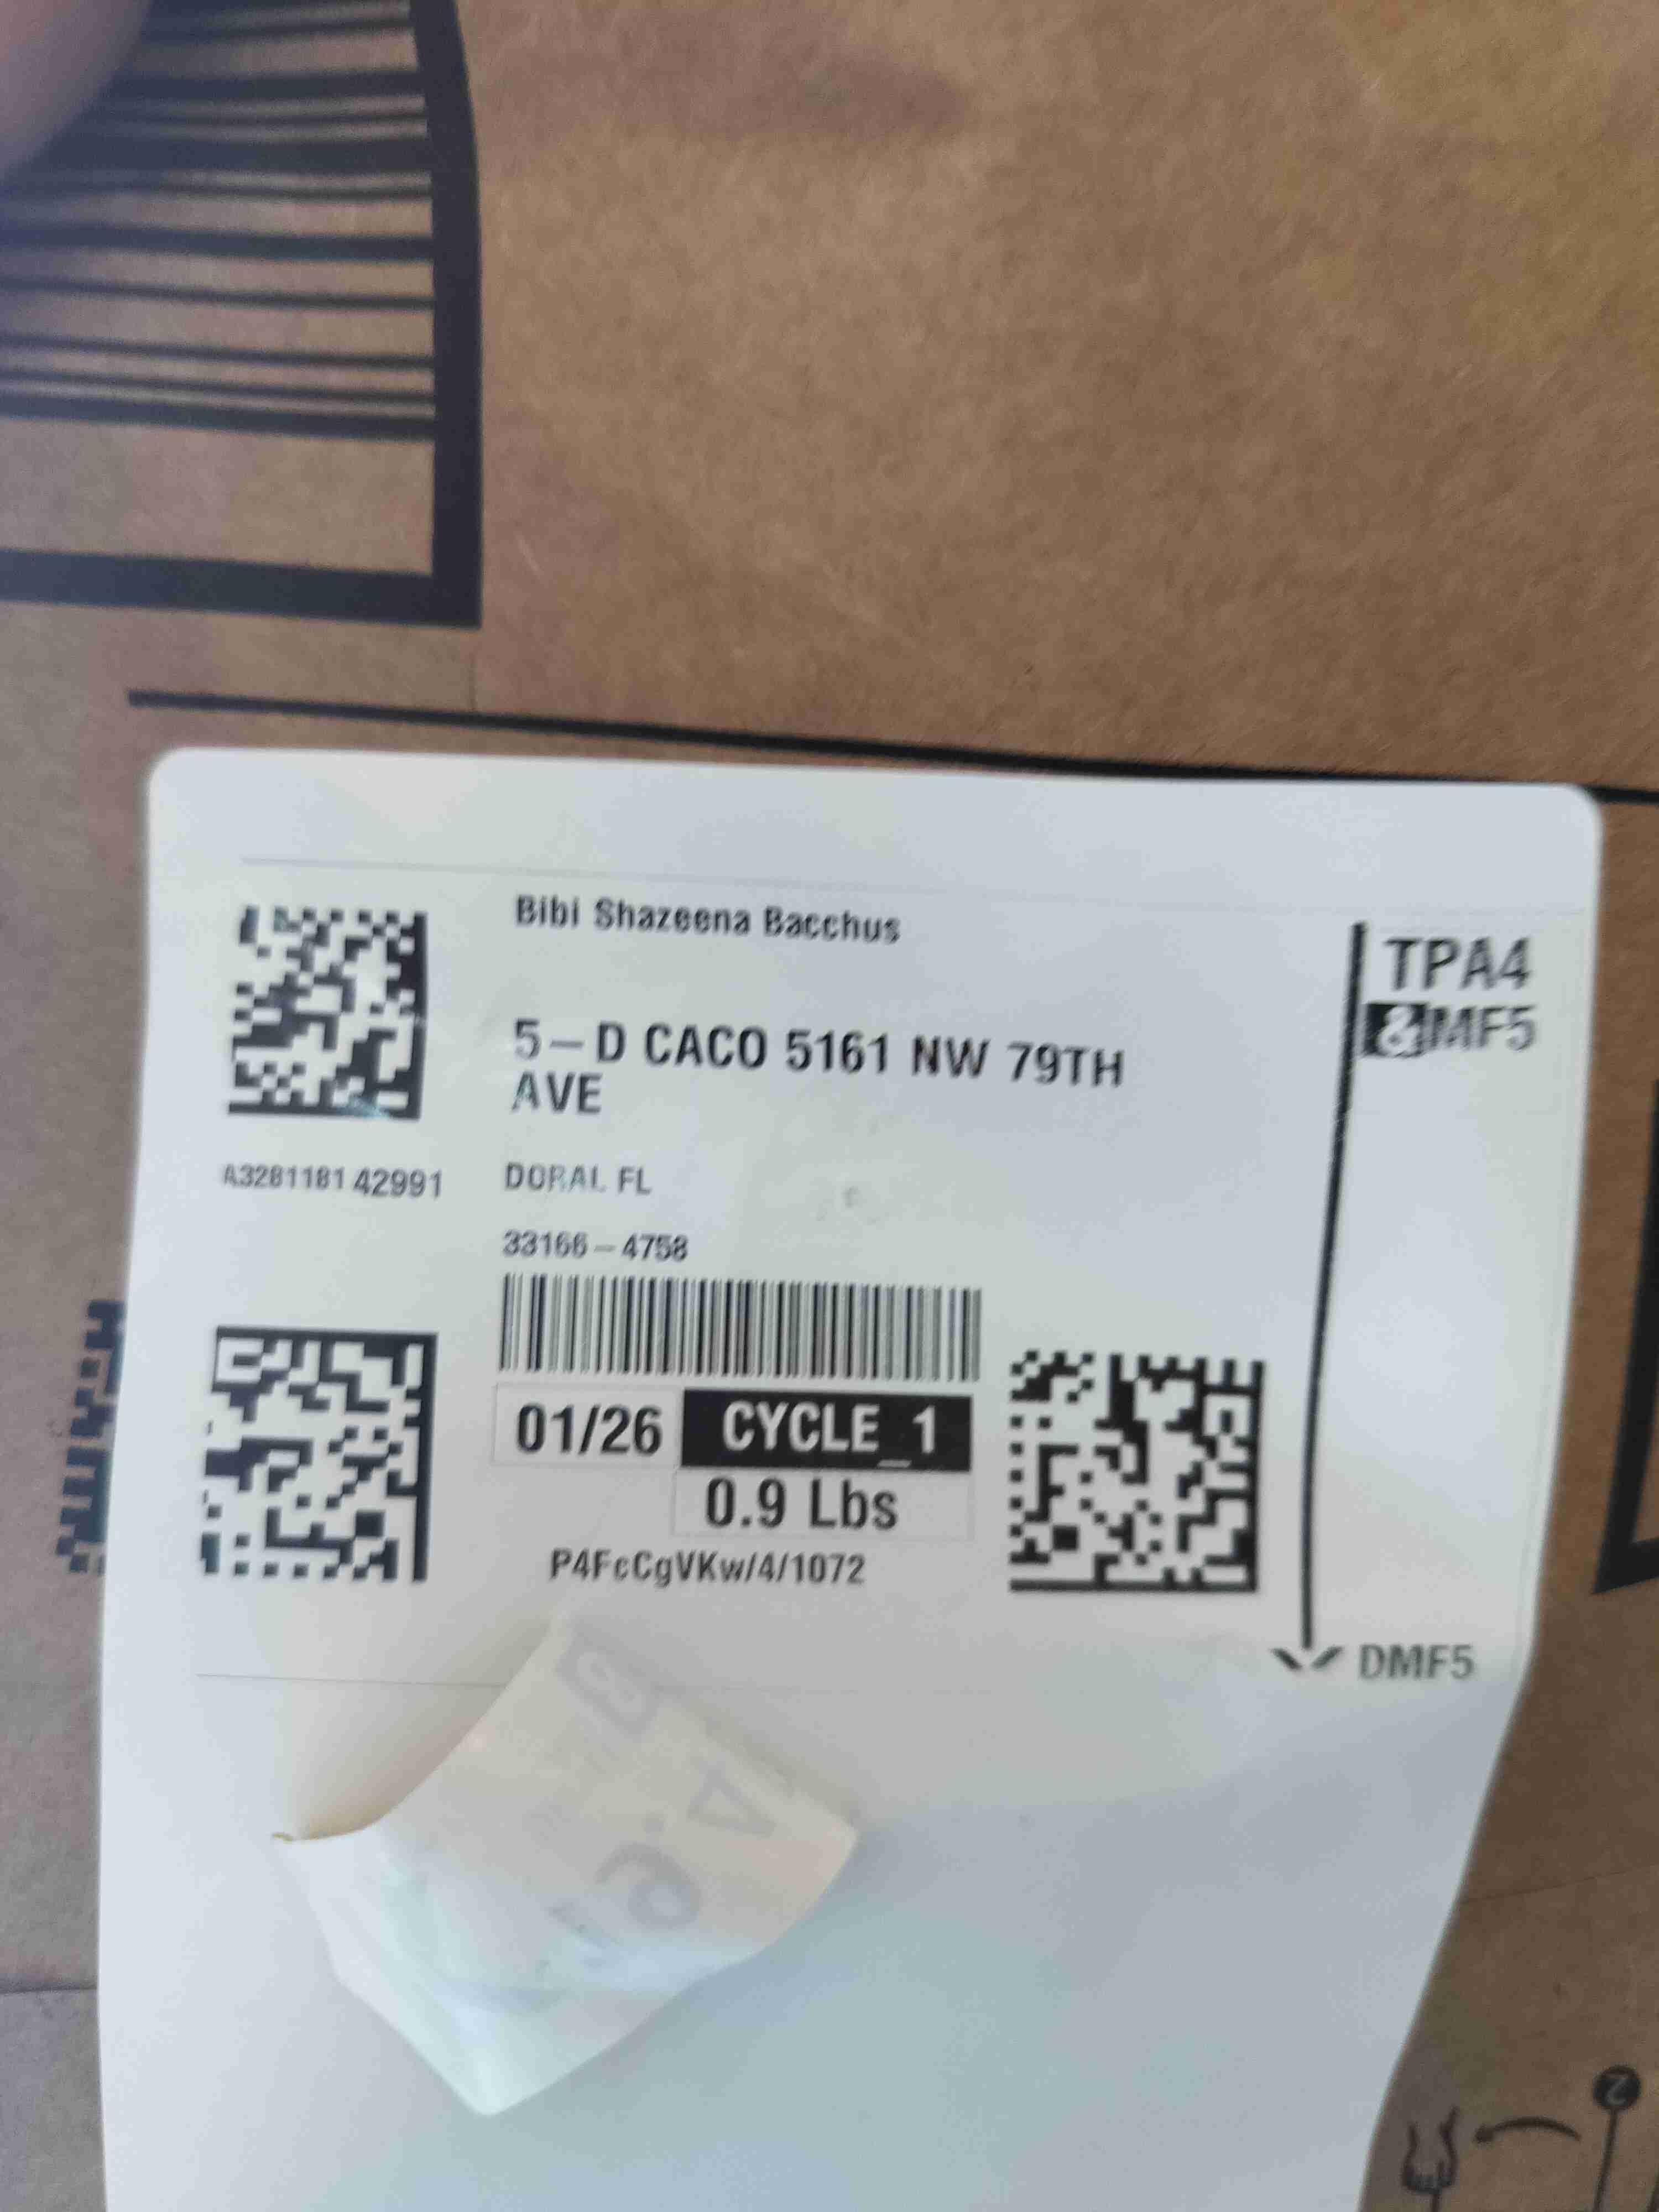 Bibi Shazeena Bacchus
5-D CACO 5161 NW 79TH
AVE
A3281181 42991
DORAL FL
33166-4758
01/26 CYCLE_1
0.9 Lbs
P4FcCgVKw/4/1072
TPA4
&MF5
DMF5
2